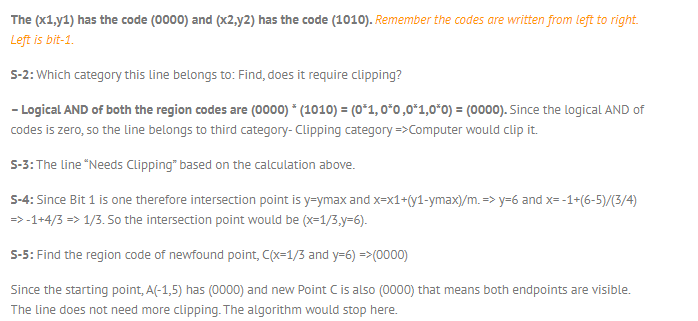 The (x1,y1) has the code (0000) and (x2,y2) has the code (1010). Remember the codes are written from left to right.
Left is bit-1.
S-2: Which category this line belongs to: Find, does it require clipping?
– Logical AND of both the region codes are (0000) * (1010) = (0*1, 0*0 ,0*1,0*0) = (0000). Since the logical AND of
codes is zero, so the line belongs to third category- Clipping category =>Computer would clip it.
S-3: The line “Needs Clipping” based on the calculation above.
S-4: Since Bit 1 is one therefore intersection point is y=ymax and x=x1+(y1-ymax)/m. => y=6 and x= -1+(6-5)/(3/4)
=> -1+4/3 => 1/3. So the intersection point would be (x=1/3,y=6).
S-5: Find the region code of newfound point, C(x=1/3 and y=6) =>(0000)
Since the starting point, A(-1,5) has (0000) and new Point C is also (0000) that means both endpoints are visible.
The line does not need more clipping. The algorithm would stop here.